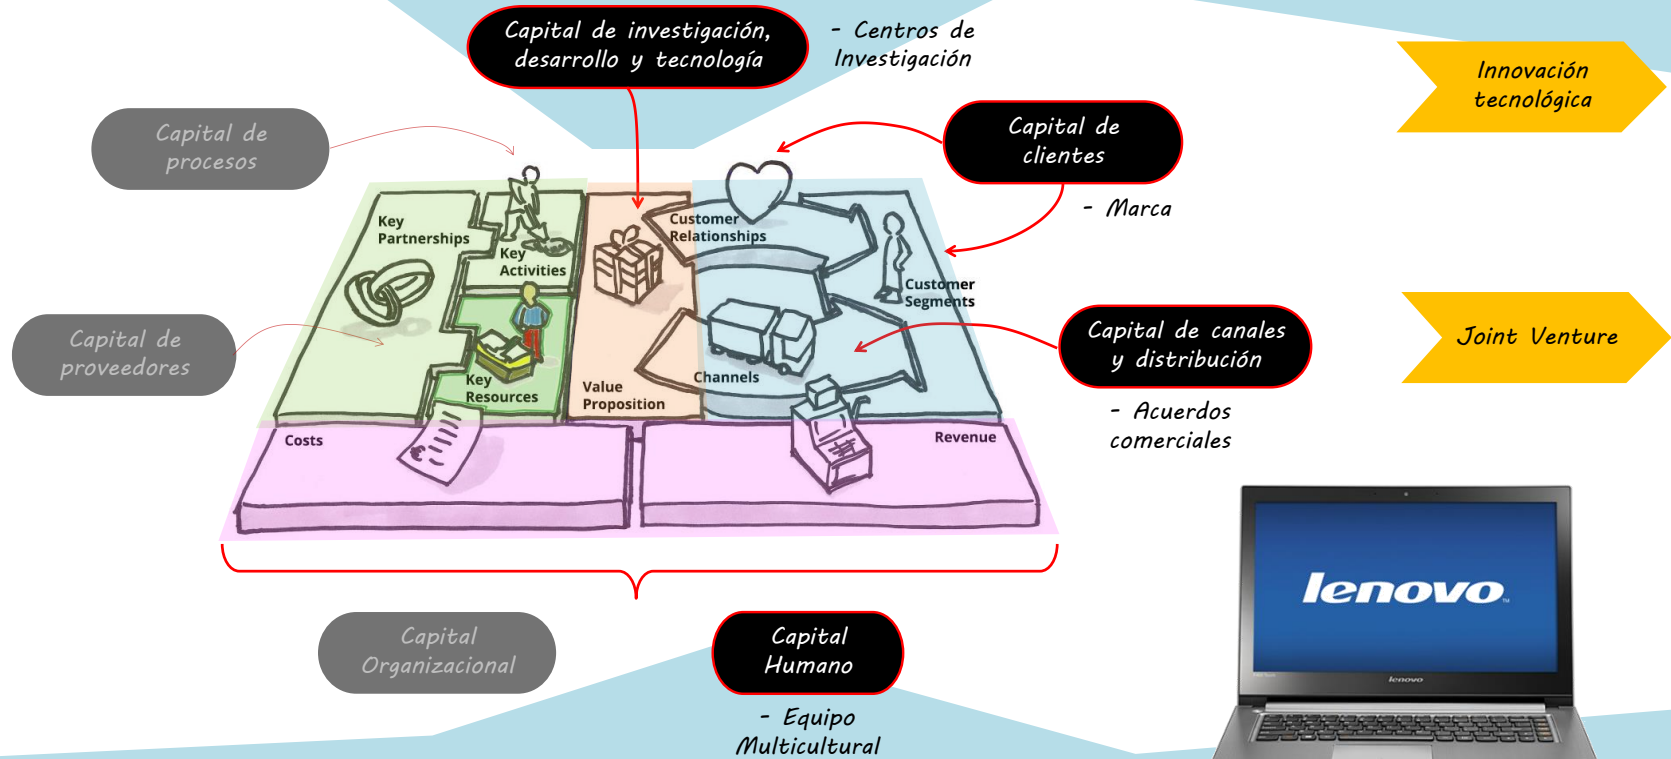 Capital de investigación,
desarrollo y tecnología
- Centros de
Investigación
Innovación
tecnológica
Capital de
procesos
Capital de
clientes
- Marca
Key
Partnerships
Key
Activities
Customer
Relationships
Customer
Segments
Capital de
proveedores
Capital de canales
y distribución
Joint Venture
Key
Resources
Value
Proposition
Channels
- Acuerdos
comerciales
Costs
Revenue
lenovo
TM
lenovo
Capital
Organizacional
Capital
Humano
- Equipo
Multicultural